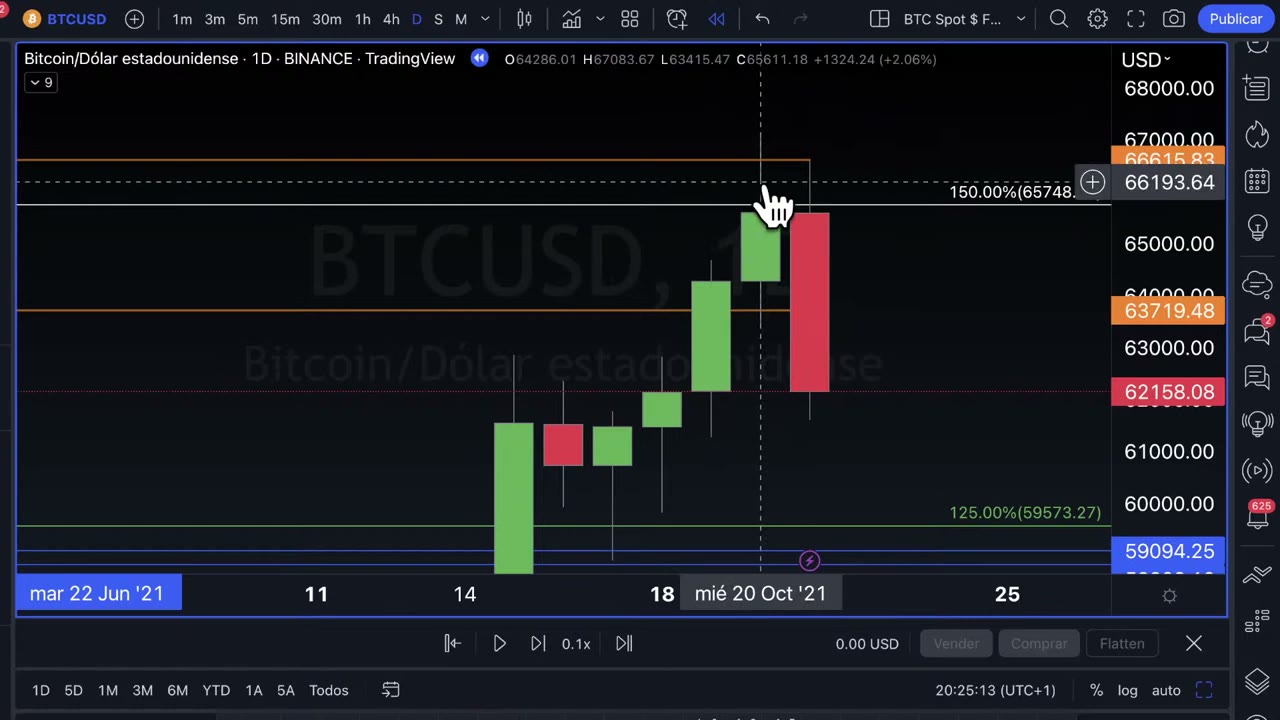 2
BTCUSD 1m 3m 5m 15m 30m 1h 4h D S M BTC Spot $ F... Publicar
Bitcoin/Dólar estadounidense · 1D · BINANCE · TradingView O64286.01 H67083.67 L63415.47 C65611.18 +1324.24 (+2.06%) USD
9
68000.00
67000.00
66615.83
150.00%(65748. 66193.64
BTCUSD, 1D
65000.00
64000.00
63719.48
Bitcoin/Dólar estadounidense
63000.00
2
62158.08
61000.00
60000.00
125.00%(59573.27)
625
59094.25
mar 22 Jun '21 11 14 18 mié 20 Oct '21 25
0.1x 0.00 USD Vender Comprar Flatten
1D 5D 1M 3M 6M YTD 1A 5A Todos 20:25:13 (UTC+1) % log auto